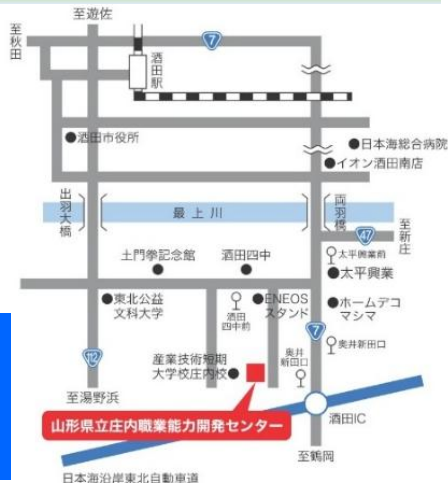 至遊佐
至秋田
7
酒田駅
酒田市役所
日本海総合病院
イオン酒田南店
出羽大橋
最上川
両羽橋
至新庄
47
太平興業前
土門拳記念館
酒田四中
太平興業
東北公益
文科大学
酒田
四中前
ENEOS
スタンド
ホームデコ
マシマ
7
奥井新田口
奥井
新田口
産業技術短期
大学校庄内校
112
至湯野浜
酒田IC
山形県立庄内職業能力開発センター
至鶴岡
日本海沿岸東北自動車道